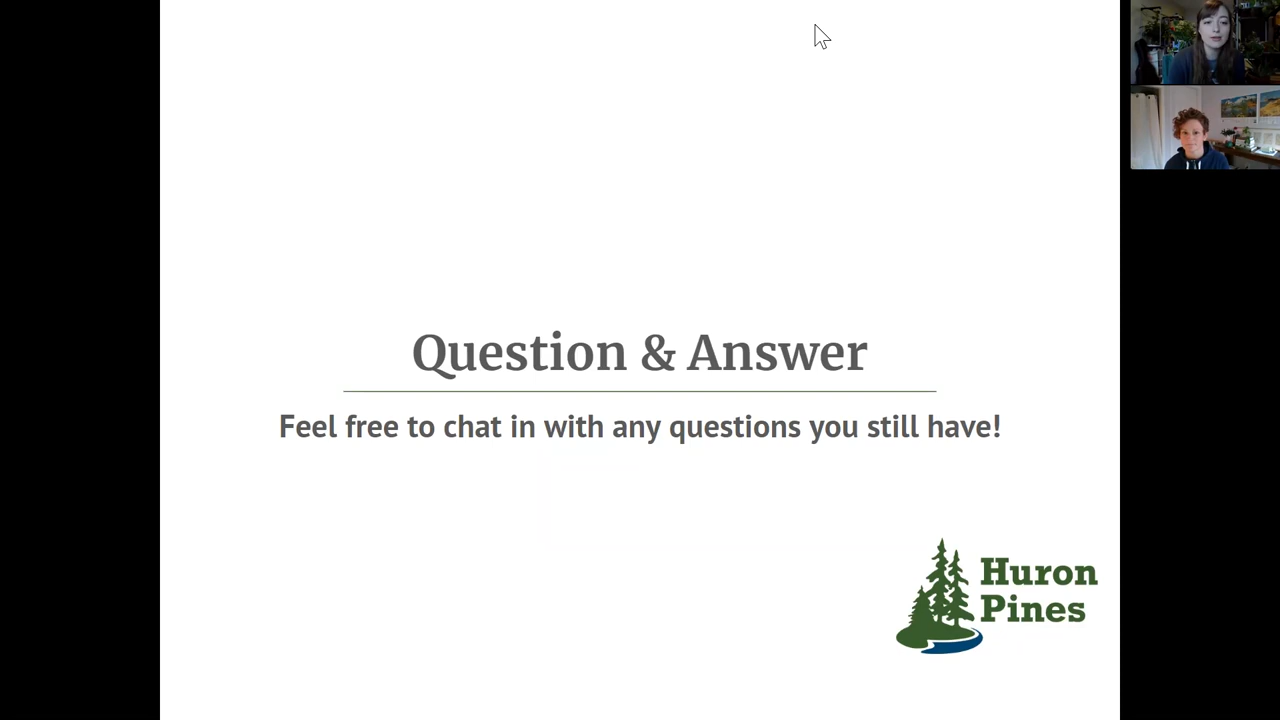 Question & Answer
Feel free to chat in with any questions you still have!
Huron
Pines